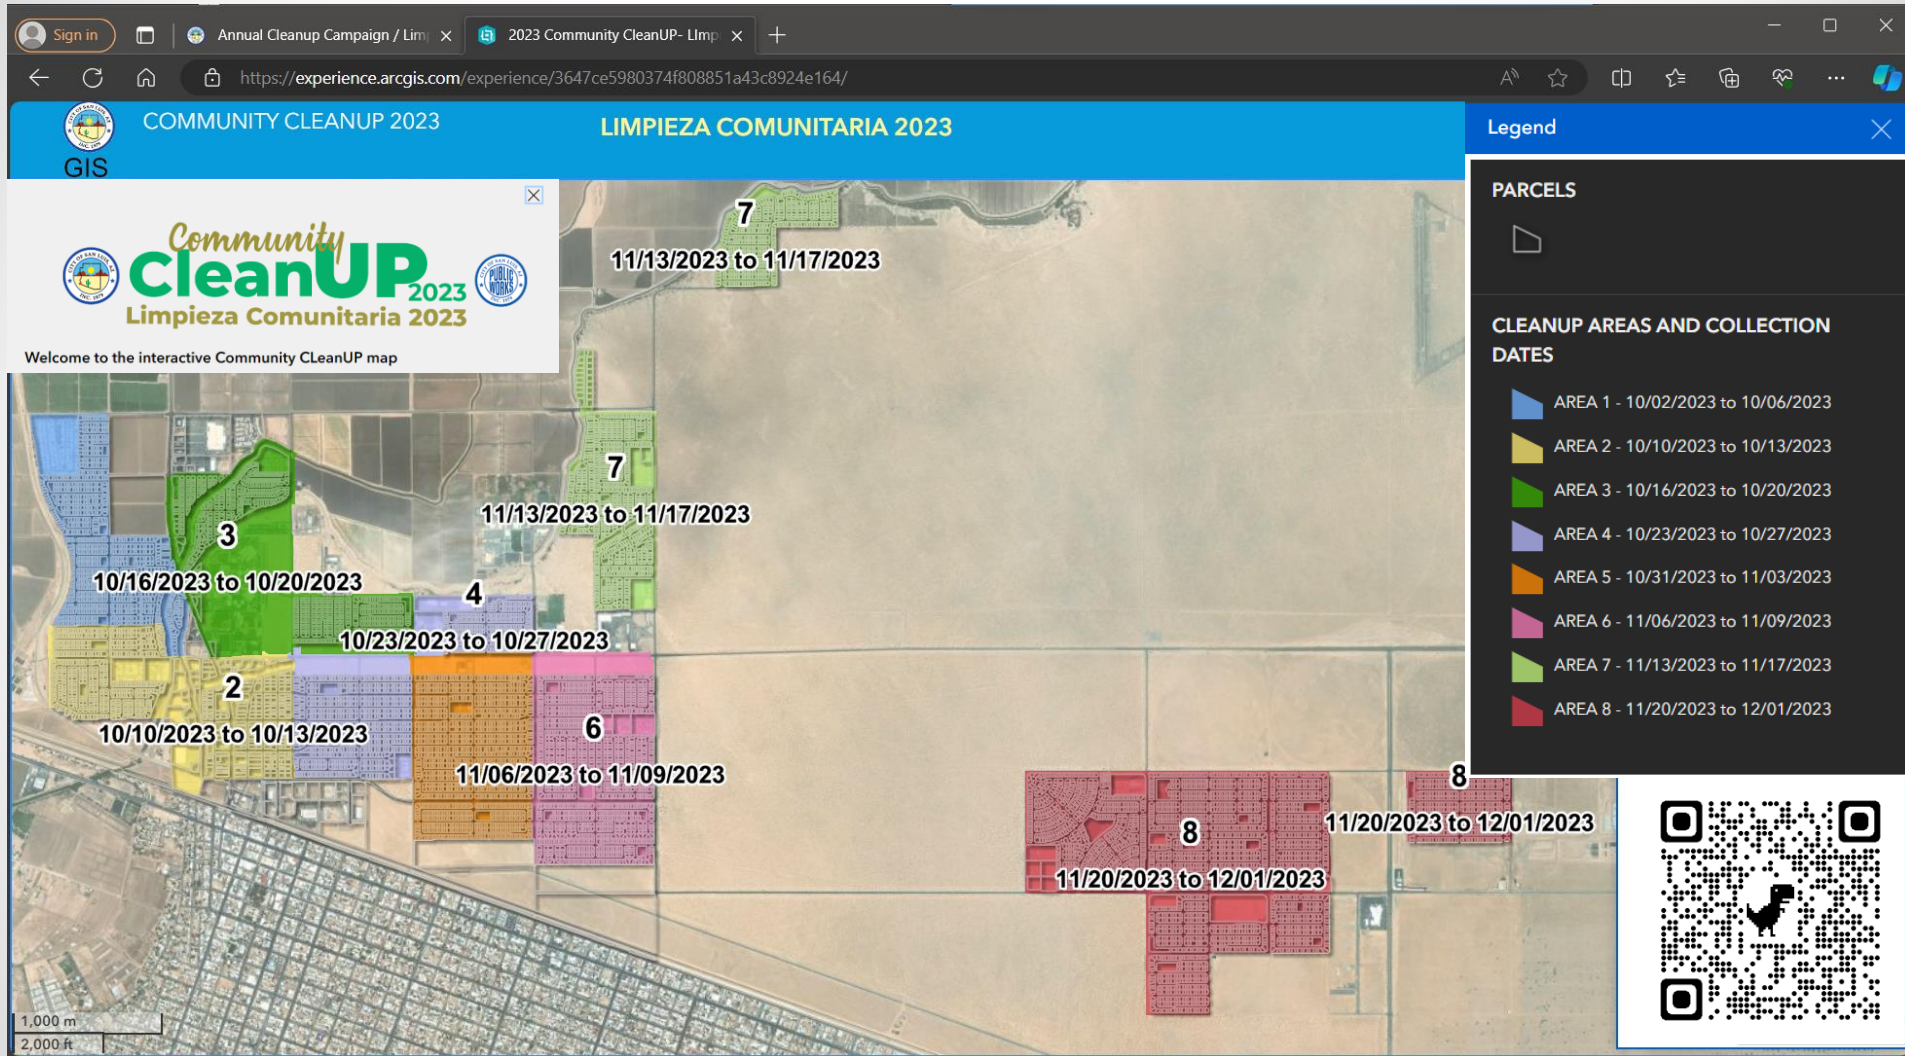 Sign in
Annual Cleanup Campaign / Lim
2023 Community CleanUP- LImp
https://experience.arcgis.com/experience/3647ce5980374f808851a43c8924e164/
GIS
COMMUNITY CLEANUP 2023
LIMPIEZA COMUNITARIA 2023
Legend
Community
CleanUP 2023
Limpieza Comunitaria 2023
PUBLIC
WORKS
Welcome to the interactive Community CLeanUP map
PARCELS
CLEANUP AREAS AND COLLECTION
DATES
AREA 1 - 10/02/2023 to 10/06/2023
AREA 2 - 10/10/2023 to 10/13/2023
AREA 3 - 10/16/2023 to 10/20/2023
AREA 4 - 10/23/2023 to 10/27/2023
AREA 5 - 10/31/2023 to 11/03/2023
AREA 6 - 11/06/2023 to 11/09/2023
AREA 7 - 11/13/2023 to 11/17/2023
AREA 8 - 11/20/2023 to 12/01/2023
7
11/13/2023 to 11/17/2023
7
11/13/2023 to 11/17/2023
3
10/16/2023 to 10/20/2023
4
10/23/2023 to 10/27/2023
2
10/10/2023 to 10/13/2023
6
11/06/2023 to 11/09/2023
8
11/20/2023 to 12/01/2023
8
11/20/2023 to 12/01/2023
1,000 m
2,000 ft